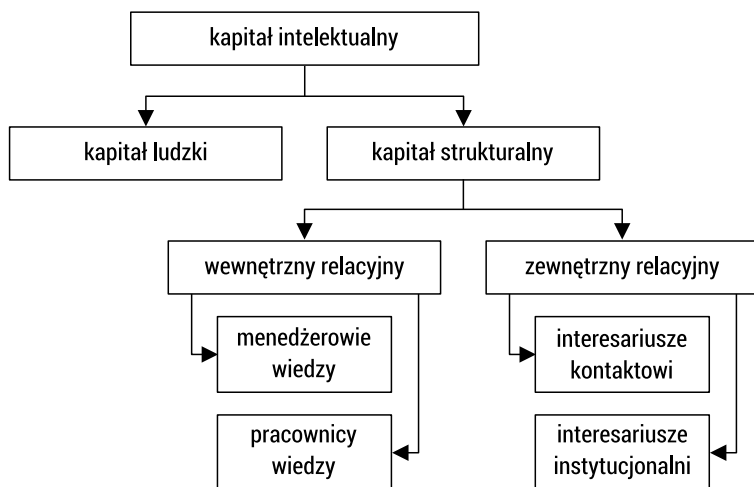 kapitał intelektualny
kapitał ludzki
kapitał strukturalny
wewnętrzny relacyjny
zewnętrzny relacyjny
menedżerowie
wiedzy
interesariusze
kontaktowi
pracownicy
wiedzy
interesariusze
instytucjonalni